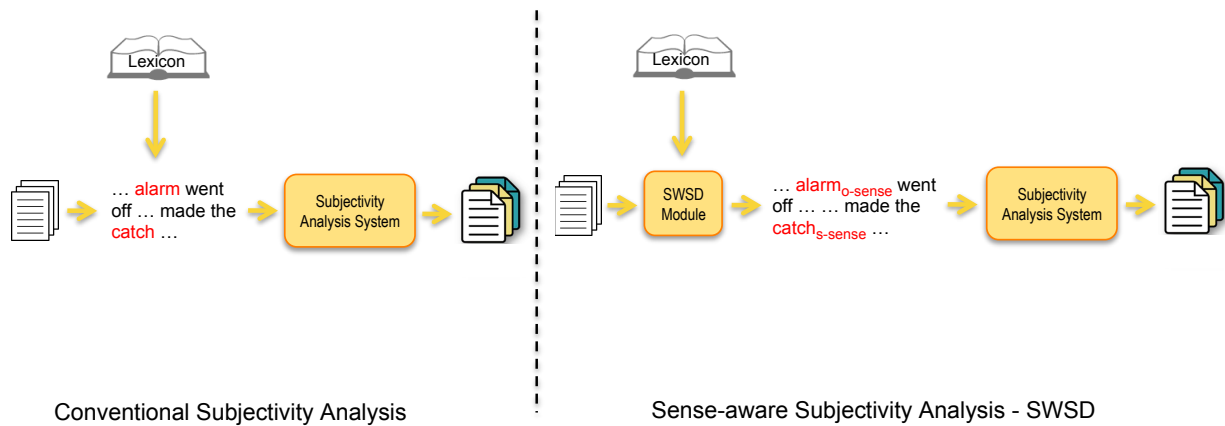 Lexicon
… alarm went
off … made the
catch …
Subjectivity
Analysis System
Conventional Subjectivity Analysis
Lexicon
SWSD
Module
… alarmo-sense went
off … … made the
catchs-sense …
Subjectivity
Analysis System
Sense-aware Subjectivity Analysis - SWSD